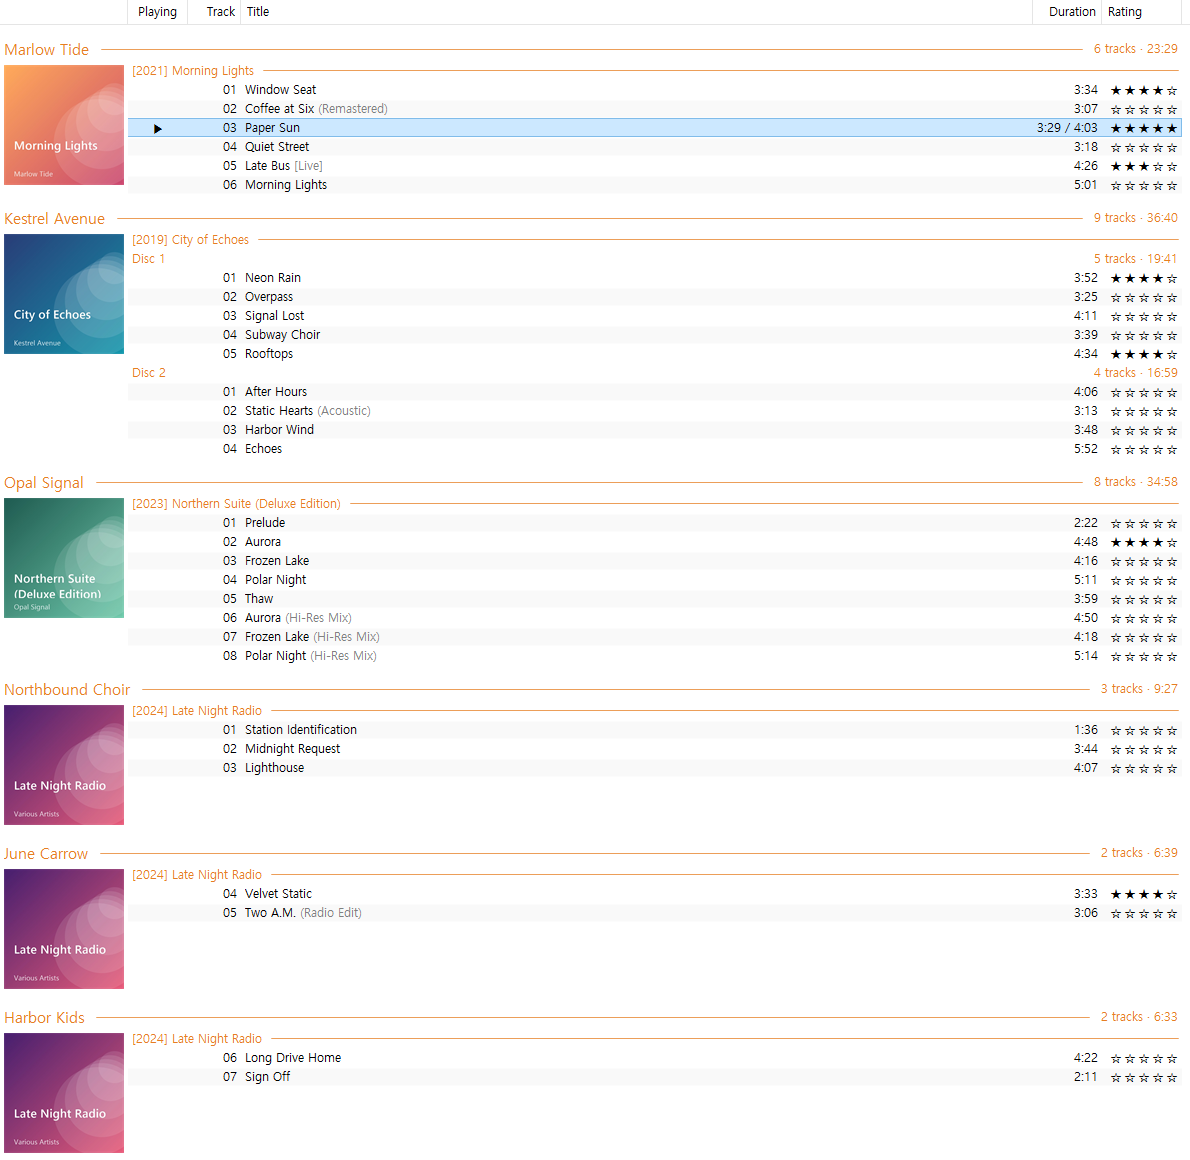 Playing Track Title Duration Rating
Marlow Tide 6 tracks · 23:29
Morning Lights
Marlow Tide
[2021] Morning Lights
01 Window Seat 3:34 ★★★★☆
02 Coffee at Six (Remastered) 3:07 ☆☆☆☆☆
03 Paper Sun 3:29 / 4:03 ★★★★★
04 Quiet Street 3:18 ☆☆☆☆☆
05 Late Bus [Live] 4:26 ★★★☆☆
06 Morning Lights 5:01 ☆☆☆☆☆
Kestrel Avenue 9 tracks · 36:40
City of Echoes
Kestrel Avenue
[2019] City of Echoes
Disc 1 5 tracks · 19:41
01 Neon Rain 3:52 ★★★★☆
02 Overpass 3:25 ☆☆☆☆☆
03 Signal Lost 4:11 ☆☆☆☆☆
04 Subway Choir 3:39 ☆☆☆☆☆
05 Rooftops 4:34 ★★★★☆
Disc 2 4 tracks · 16:59
01 After Hours 4:06 ☆☆☆☆☆
02 Static Hearts (Acoustic) 3:13 ☆☆☆☆☆
03 Harbor Wind 3:48 ☆☆☆☆☆
04 Echoes 5:52 ☆☆☆☆☆
Opal Signal 8 tracks · 34:58
Northern Suite
(Deluxe Edition)
Opal Signal
[2023] Northern Suite (Deluxe Edition)
01 Prelude 2:22 ☆☆☆☆☆
02 Aurora 4:48 ★★★★☆
03 Frozen Lake 4:16 ☆☆☆☆☆
04 Polar Night 5:11 ☆☆☆☆☆
05 Thaw 3:59 ☆☆☆☆☆
06 Aurora (Hi-Res Mix) 4:50 ☆☆☆☆☆
07 Frozen Lake (Hi-Res Mix) 4:18 ☆☆☆☆☆
08 Polar Night (Hi-Res Mix) 5:14 ☆☆☆☆☆
Northbound Choir 3 tracks · 9:27
Late Night Radio
Various Artists
[2024] Late Night Radio
01 Station Identification 1:36 ☆☆☆☆☆
02 Midnight Request 3:44 ☆☆☆☆☆
03 Lighthouse 4:07 ☆☆☆☆☆
June Carrow 2 tracks · 6:39
Late Night Radio
Various Artists
[2024] Late Night Radio
04 Velvet Static 3:33 ★★★★☆
05 Two A.M. (Radio Edit) 3:06 ☆☆☆☆☆
Harbor Kids 2 tracks · 6:33
Late Night Radio
Various Artists
[2024] Late Night Radio
06 Long Drive Home 4:22 ☆☆☆☆☆
07 Sign Off 2:11 ☆☆☆☆☆